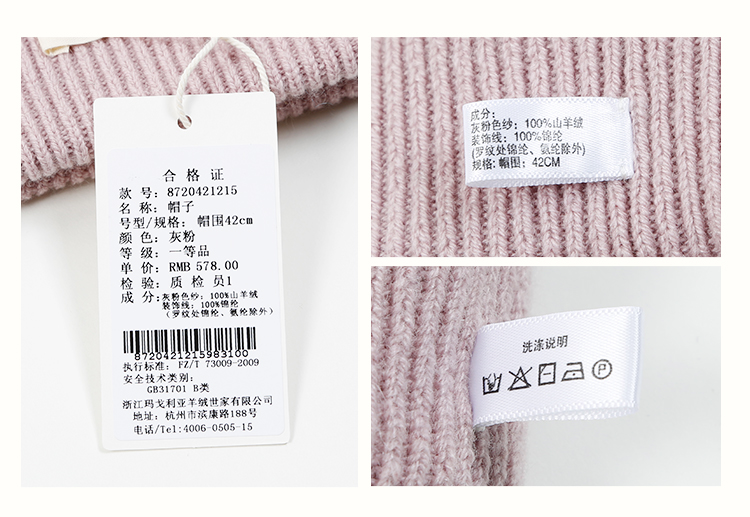 合格证
款 号: 8720421215
名 称: 帽子
号型/规格: 帽围42cm
颜 色: 灰粉
等 级: 一等品
单 价: RMB 578.00
检 验: 质 检 员1
成 分: 灰粉色纱: 100%山羊绒
装饰线: 100%锦纶
(罗纹处锦纶、氨纶除外)
8720421215983100
执行标准: FZ/T 73009-2009
安全技术类别:
GB31701 B类
浙江玛戈利亚羊绒世家有限公司
地址: 杭州市滨康路188号
电话/Tel:4006-0505-15
成分:
灰粉色纱: 100%山羊绒
装饰线: 100%锦纶
(罗纹处锦纶、氨纶除外)
规格: 帽围: 42CM
洗涤说明
P